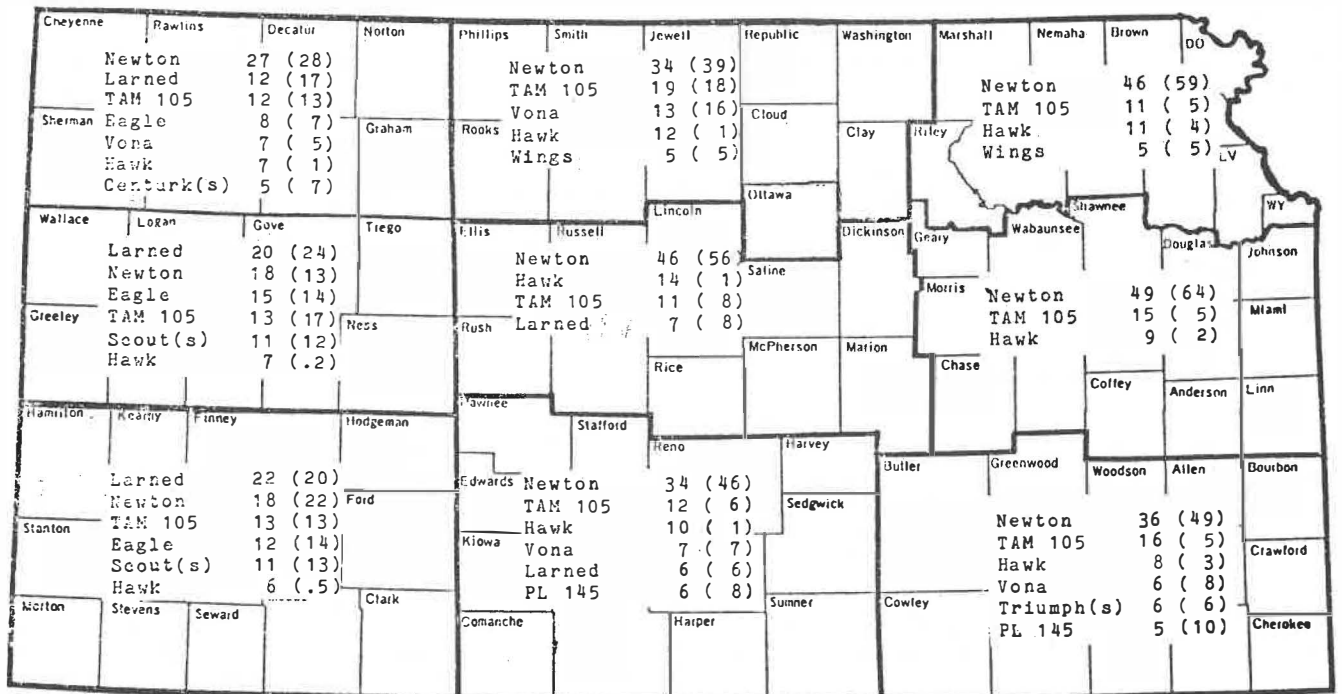 Cheyenne Rawlins Decatur Norton Phillips Smith Jewell Republic Washington Marshall Nemaha Brown DO
Newton 27 (28)
Larned 12 (17)
TAM 105 12 (13)
Eagle 8 ( 7)
Vona 7 ( 5)
Hawk 7 ( 1)
Centurk(s) 5 ( 7)
Newton 34 (39)
TAM 105 19 (18)
Vona 13 (16)
Hawk 12 ( 1)
Wings 5 ( 5)
Newton 46 (59)
TAM 105 11 ( 5)
Hawk 11 ( 4)
Wings 5 ( 5)
Sherman Graham Rooks Cloud Clay Riley LV
Wallace Logan Gove Trego Ellis Russell Lincoln Ottawa Dickinson Geary Wabaunsee Shawnee Douglas WY Johnson
Larned 20 (24)
Newton 18 (13)
Eagle 15 (14)
TAM 105 13 (17)
Scout(s) 11 (12)
Hawk 7 (.2)
Newton 46 (56)
Hawk 14 ( 1)
TAM 105 11 ( 8)
Larned 7 ( 8)
Newton 49 (64)
TAM 105 15 ( 5)
Hawk 9 ( 2)
Greeley Ness Rush Saline Morris Miami
Rice McPherson Marion Chase Coffey Anderson Linn
Hamilton Kearny Finney Hodgeman Pawnee Stafford Reno Harvey Butler Greenwood Woodson Allen Bourbon
Larned 22 (20)
Newton 18 (22)
TAM 105 13 (13)
Eagle 12 (14)
Scout(s) 11 (13)
Hawk 6 (.5)
Newton 34 (46)
TAM 105 12 ( 6)
Hawk 10 ( 1)
Vona 7 ( 7)
Larned 6 ( 6)
PL 145 6 ( 8)
Newton 36 (49)
TAM 105 16 ( 5)
Hawk 8 ( 3)
Vona 6 ( 8)
Triumph(s) 6 ( 6)
PL 145 5 (10)
Stanton Ford Edwards Kiowa Sedgwick Crawford
Morton Stevens Seward Clark Comanche Harper Sumner Cowley Cherokee